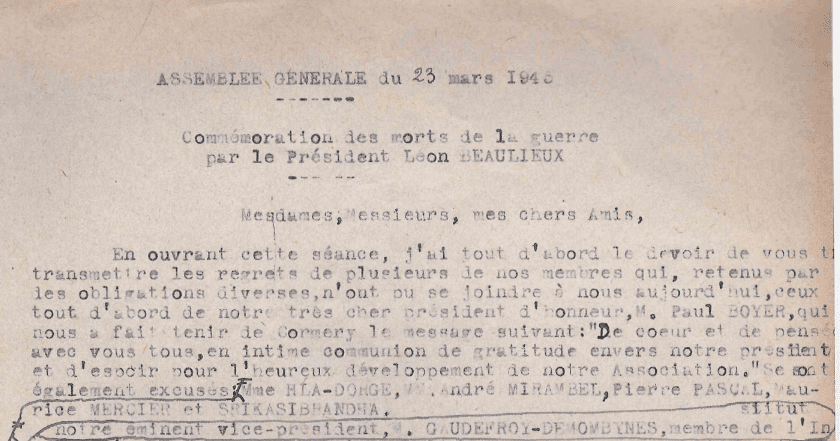 ASSEMBLEE GENERALE du 23 mars 1946
-------
Commémoration des morts de la guerre
par le Président Léon BEAULIEUX
-----
Mesdames, Messieurs, mes chers Amis,
En ouvrant cette séance, j'ai tout d'abord le devoir de vous
transmettre les regrets de plusieurs de nos membres qui, retenus par
des obligations diverses,n'ont pu se joindre à nous aujourd'hui,ceux
tout d'abord de notre très cher président d'honneur,M. Paul BOYER,qui
nous a fait tenir de Cormery le message suivant:"De coeur et de pensée
avec vous tous,en intime communion de gratitude envers notre président
et d'espoir pour l'heureux développement de notre Association."Se sont
également excusés: Mme HLA-DORGE,MM.André MIRAMBEL,Pierre PASCAL,Mau-
rice MERCIER et SRIKASIBHANDHA. stitut
notre éminent vice-président,M. GAUDEFROY-DEMOMBYNES,membre de l'In